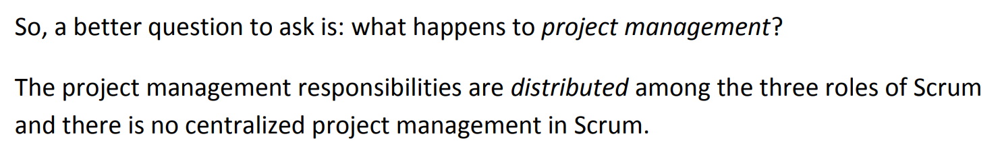 So, a better question to ask is: what happens to project management?
The project management responsibilities are distributed among the three roles of Scrum
and there is no centralized project management in Scrum.